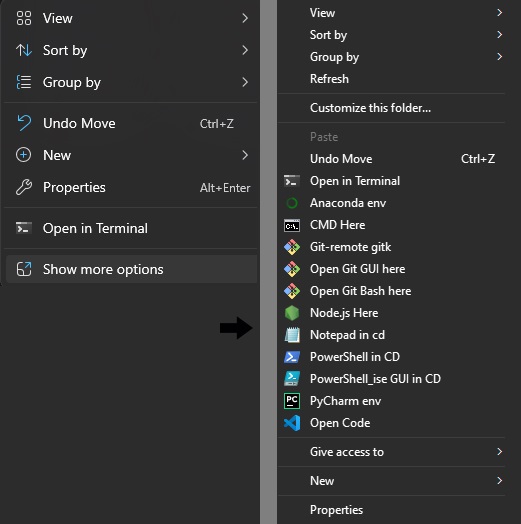 View
Sort by
Group by
Undo Move Ctrl+Z
New
Properties Alt+Enter
Open in Terminal
Show more options
View
Sort by
Group by
Refresh
Customize this folder...
Paste
Undo Move Ctrl+Z
Open in Terminal
Anaconda env
CMD Here
Git-remote gitk
Open Git GUI here
Open Git Bash here
Node.js Here
Notepad in cd
PowerShell in CD
PowerShell_ise GUI in CD
PyCharm env
Open Code
Give access to
New
Properties